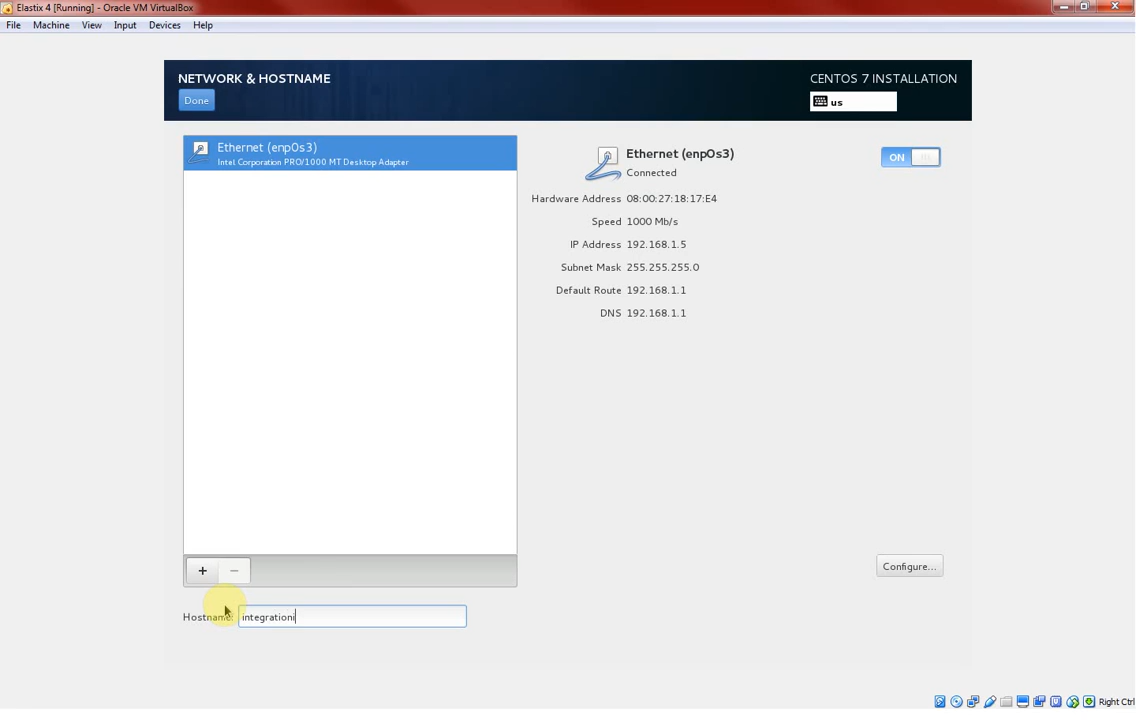 Elastix 4 [Running] - Oracle VM VirtualBox
File Machine View Input Devices Help
NETWORK & HOSTNAME
CENTOS 7 INSTALLATION
Done
us
Ethernet (enp0s3)
Intel Corporation PRO/1000 MT Desktop Adapter
Ethernet (enp0s3)
Connected
ON
Hardware Address 08:00:27:18:17:E4
Speed 1000 Mb/s
IP Address 192.168.1.5
Subnet Mask 255.255.255.0
Default Route 192.168.1.1
DNS 192.168.1.1
+ −
Configure...
Hostname: integrationi
Right Ctrl